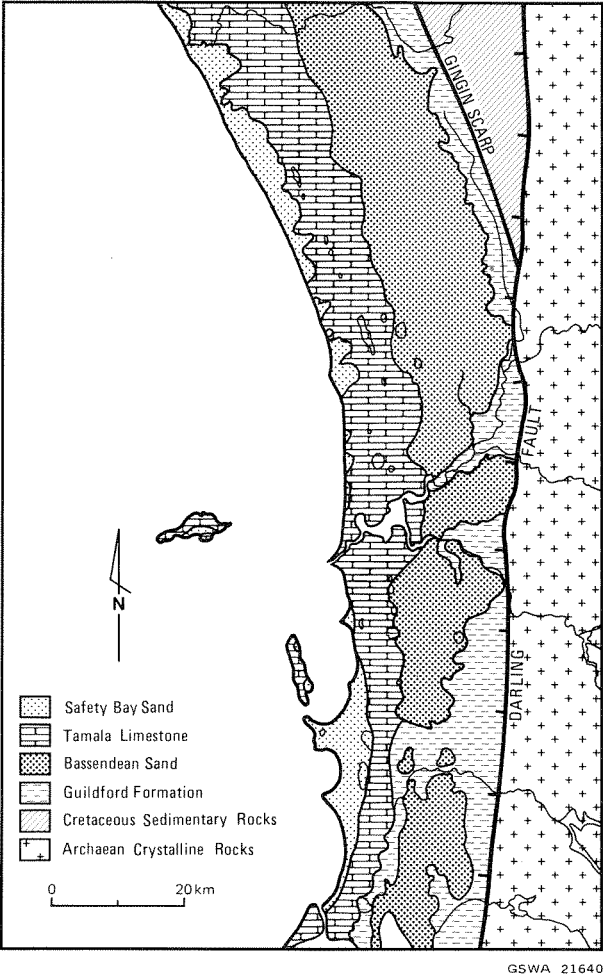 GINGIN SCARP
FAULT
N
DARLING
Safety Bay Sand
Tamala Limestone
Bassendean Sand
Guildford Formation
Cretaceous Sedimentary Rocks
Archaean Crystalline Rocks
0 20 km
GSWA 21640